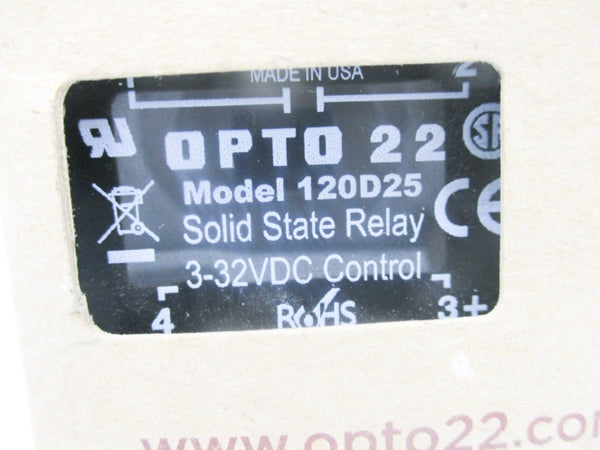 MADE IN USA
2
OPTO 22
Model 120D25
Solid State Relay
3-32VDC Control
4
RoHS
3+
www.opto22.co